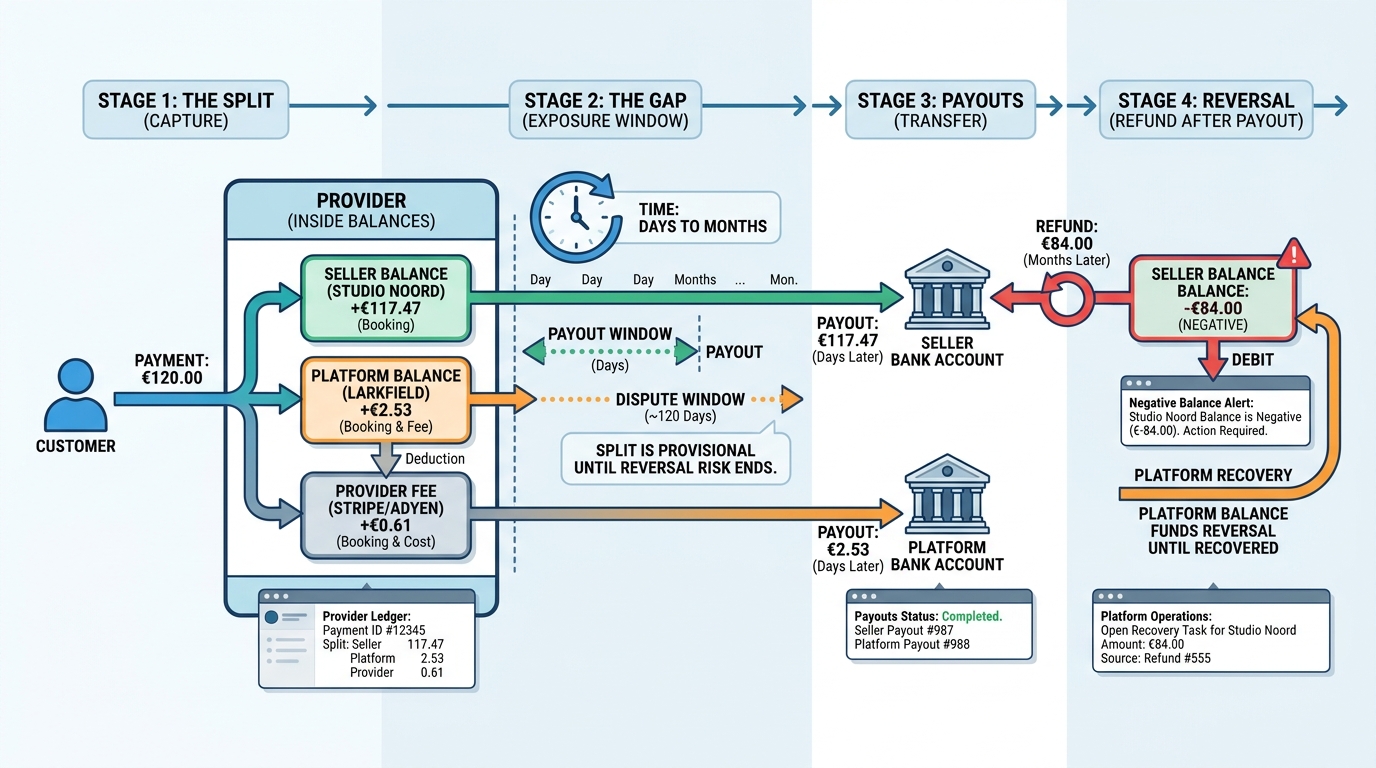 STAGE 1: THE SPLIT
(CAPTURE)
STAGE 2: THE GAP
(EXPOSURE WINDOW)
STAGE 3: PAYOUTS
(TRANSFER)
STAGE 4: REVERSAL
(REFUND AFTER PAYOUT)
CUSTOMER
PAYMENT:
€120.00
PROVIDER
(INSIDE BALANCES)
SELLER BALANCE
(STUDIO NOORD)
+€117.47
(Booking)
PLATFORM BALANCE
(LARKFIELD)
+€2.53
(Booking & Fee)
Deduction
PROVIDER FEE
(STRIPE/ADYEN)
+€0.61
(Booking & Cost)
Provider Ledger:
Payment ID #12345
Split: Seller 117.47
Platform 2.53
Provider 0.61
TIME:
DAYS TO MONTHS
Day Day Day Months ... Mon.
PAYOUT WINDOW
(Days)
PAYOUT
DISPUTE WINDOW
(~120 Days)
SPLIT IS PROVISIONAL
UNTIL REVERSAL RISK ENDS.
PAYOUT:
€117.47
(Days Later)
SELLER
BANK ACCOUNT
PAYOUT:
€2.53
(Days Later)
PLATFORM
BANK ACCOUNT
Payouts Status: Completed.
Seller Payout #987
Platform Payout #988
REFUND:
€84.00
(Months Later)
SELLER BALANCE
BALANCE:
-€84.00
(NEGATIVE)
!
DEBIT
Negative Balance Alert:
Studio Noord Balance is Negative
(€-84.00). Action Required.
PLATFORM RECOVERY
PLATFORM BALANCE
FUNDS REVERSAL
UNTIL RECOVERED
Platform Operations:
Open Recovery Task for Studio Noord
Amount: €84.00
Source: Refund #555